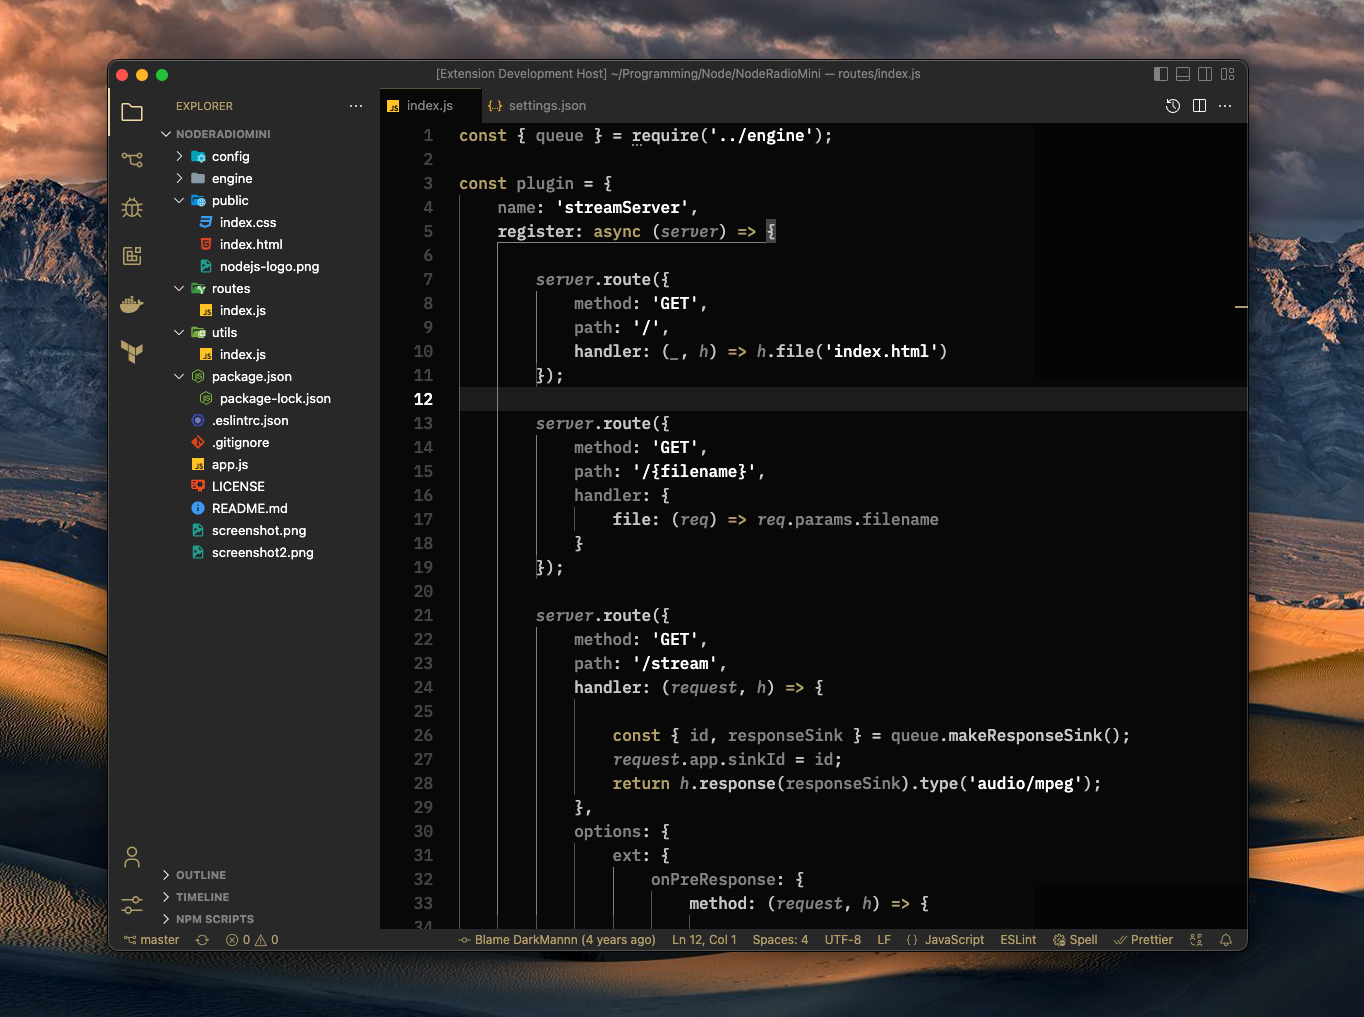 [Extension Development Host] ~/Programming/Node/NodeRadioMini — routes/index.js
EXPLORER
NODERADIOMINI
config
engine
public
index.css
index.html
nodejs-logo.png
routes
JS index.js
utils
JS index.js
package.json
package-lock.json
.eslintrc.json
.gitignore
JS app.js
LICENSE
README.md
screenshot.png
screenshot2.png
OUTLINE
TIMELINE
NPM SCRIPTS
JS index.js
{..} settings.json
1 const { queue } = require('../engine');
2
3 const plugin = {
4 name: 'streamServer',
5 register: async (server) => {
6
7 server.route({
8 method: 'GET',
9 path: '/',
10 handler: (_, h) => h.file('index.html')
11 });
12
13 server.route({
14 method: 'GET',
15 path: '/{filename}',
16 handler: {
17 file: (req) => req.params.filename
18 }
19 });
20
21 server.route({
22 method: 'GET',
23 path: '/stream',
24 handler: (request, h) => {
25
26 const { id, responseSink } = queue.makeResponseSink();
27 request.app.sinkId = id;
28 return h.response(responseSink).type('audio/mpeg');
29 },
30 options: {
31 ext: {
32 onPreResponse: {
33 method: (request, h) => {
34
master 0 0 Blame DarkMannn (4 years ago) Ln 12, Col 1 Spaces: 4 UTF-8 LF {} JavaScript ESLint Spell Prettier